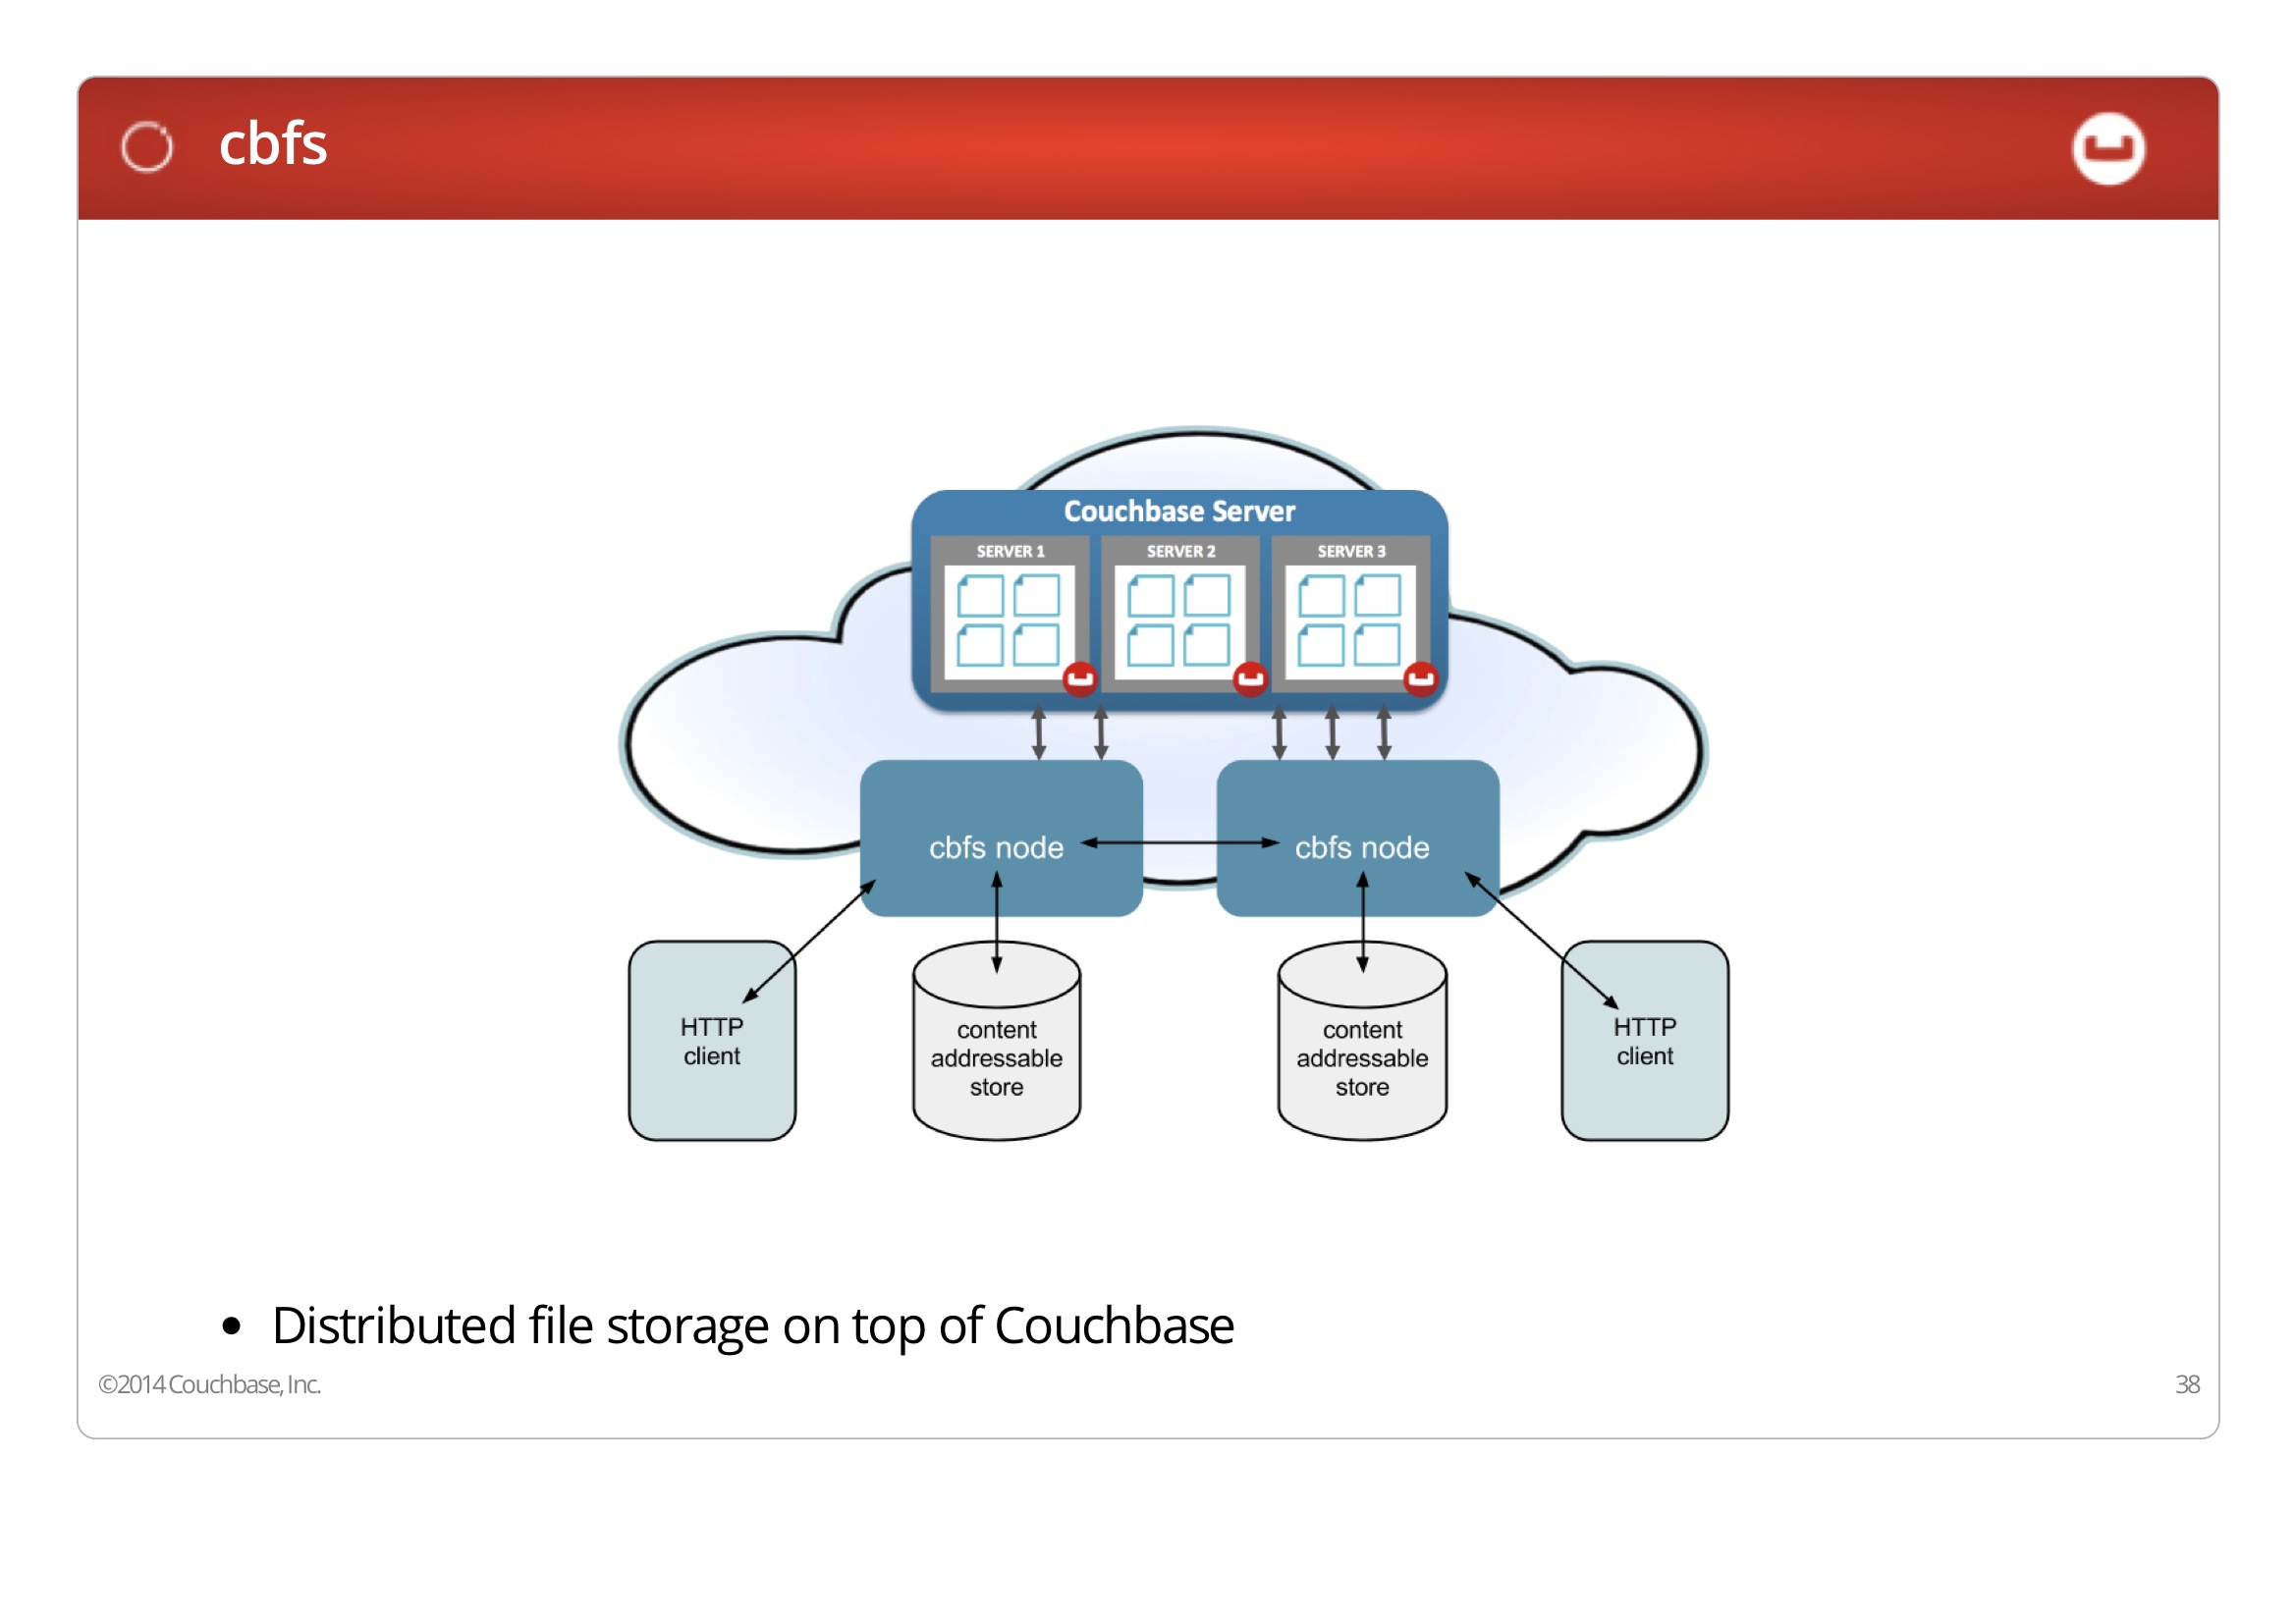 cbfs
Couchbase Server
SERVER 1
SERVER 2
SERVER 3
cbfs node
cbfs node
HTTP
client
content
addressable
store
content
addressable
store
HTTP
client
• Distributed file storage on top of Couchbase
©2014 Couchbase, Inc.
38